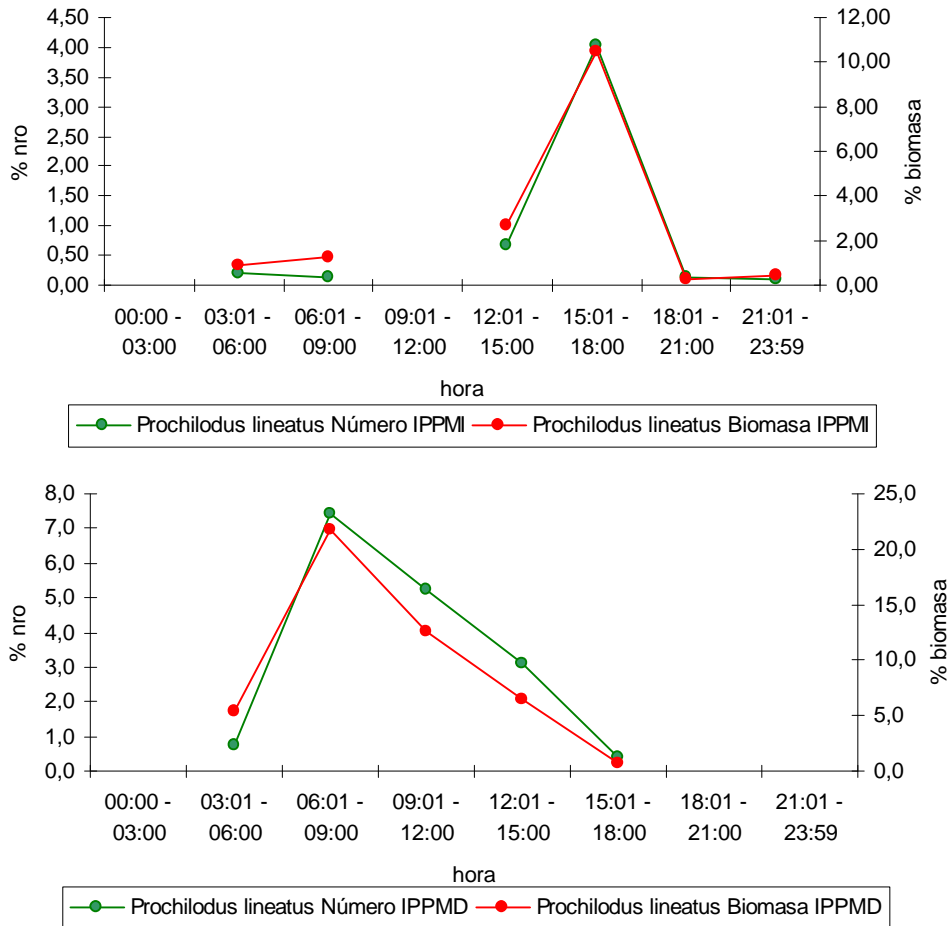 4,50
4,00
3,50
3,00
2,50
2,00
1,50
1,00
0,50
0,00
% nro
12,00
10,00
8,00
6,00
4,00
2,00
0,00
% biomasa
00:00 - 03:01 - 06:01 - 09:01 - 12:01 - 15:01 - 18:01 - 21:01 -
03:00 06:00 09:00 12:00 15:00 18:00 21:00 23:59
hora
Prochilodus lineatus Número IPPMI Prochilodus lineatus Biomasa IPPMI
8,0
7,0
6,0
5,0
4,0
3,0
2,0
1,0
0,0
% nro
25,0
20,0
15,0
10,0
5,0
0,0
% biomasa
00:00 - 03:01 - 06:01 - 09:01 - 12:01 - 15:01 - 18:01 - 21:01 -
03:00 06:00 09:00 12:00 15:00 18:00 21:00 23:59
hora
Prochilodus lineatus Número IPPMD Prochilodus lineatus Biomasa IPPMD